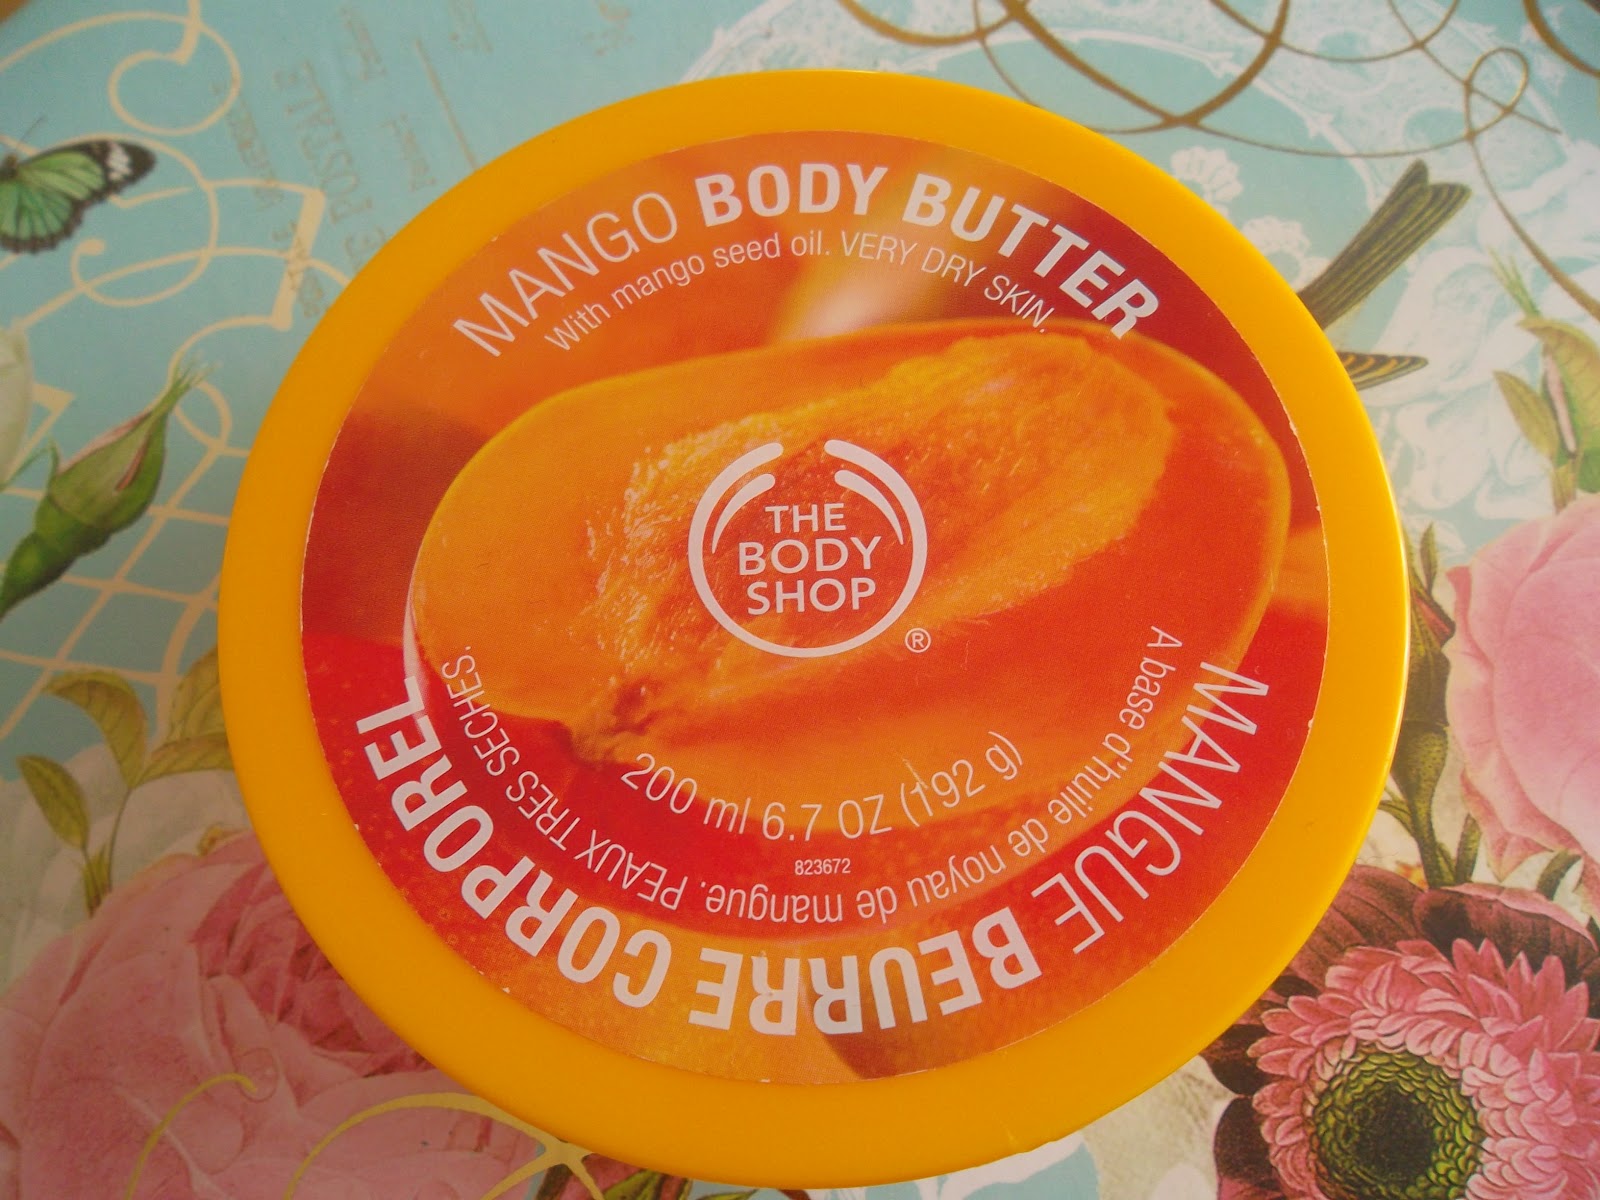 MANGO BODY BUTTER
With mango seed oil. VERY DRY SKIN.
THE
BODY
SHOP
®
200 ml 6.7 OZ (192 g)
823672
A base d'huile de noyau de mangue. PEAUX TRES SECHES.
MANGUE BEURRE CORPOREL
POSTALE